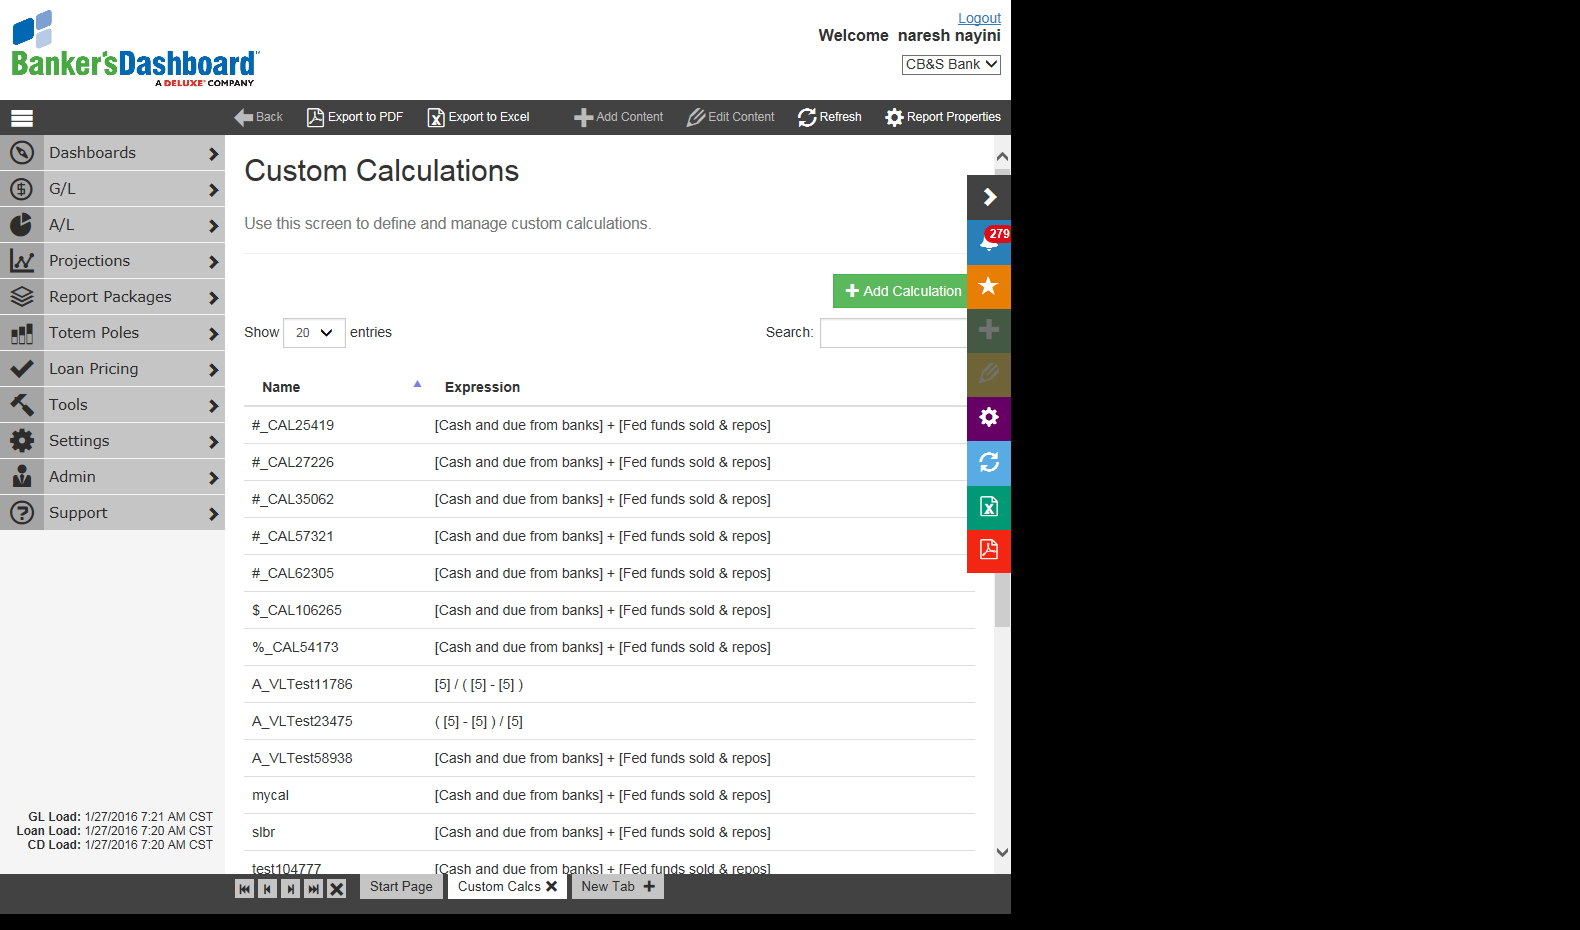 Logout
Welcome naresh nayini
CB&S Bank
Banker'sDashboard
A DELUXE COMPANY
Back Export to PDF Export to Excel Add Content Edit Content Refresh Report Properties
Dashboards
G/L
A/L
Projections
Report Packages
Totem Poles
Loan Pricing
Tools
Settings
Admin
Support
GL Load: 1/27/2016 7:21 AM CST
Loan Load: 1/27/2016 7:20 AM CST
CD Load: 1/27/2016 7:20 AM CST
Custom Calculations
Use this screen to define and manage custom calculations.
279
Add Calculation
Show 20 entries Search:
Name Expression
#_CAL25419 [Cash and due from banks] + [Fed funds sold & repos]
#_CAL27226 [Cash and due from banks] + [Fed funds sold & repos]
#_CAL35062 [Cash and due from banks] + [Fed funds sold & repos]
#_CAL57321 [Cash and due from banks] + [Fed funds sold & repos]
#_CAL62305 [Cash and due from banks] + [Fed funds sold & repos]
$_CAL106265 [Cash and due from banks] + [Fed funds sold & repos]
%_CAL54173 [Cash and due from banks] + [Fed funds sold & repos]
A_VLTest11786 [5] / ( [5] - [5] )
A_VLTest23475 ( [5] - [5] ) / [5]
A_VLTest58938 [Cash and due from banks] + [Fed funds sold & repos]
mycal [Cash and due from banks] + [Fed funds sold & repos]
slbr [Cash and due from banks] + [Fed funds sold & repos]
test104777 [Cash and due from banks] + [Fed funds sold & repos]
Start Page Custom Calcs New Tab